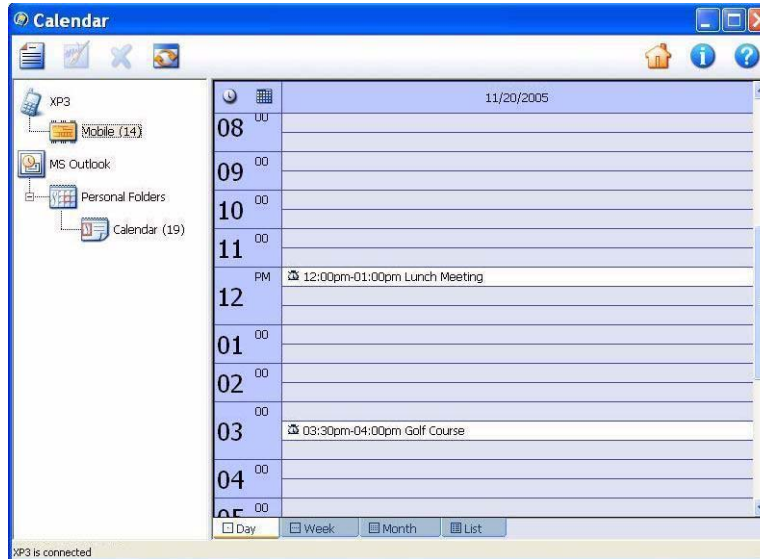 Calendar
XP3
Mobile (14)
MS Outlook
Personal Folders
Calendar (19)
11/20/2005
08 00
09 00
10 00
11 00
12 PM
12:00pm-01:00pm Lunch Meeting
01 00
02 00
03 00
03:30pm-04:00pm Golf Course
04 00
05 00
Day Week Month List
XP3 is connected